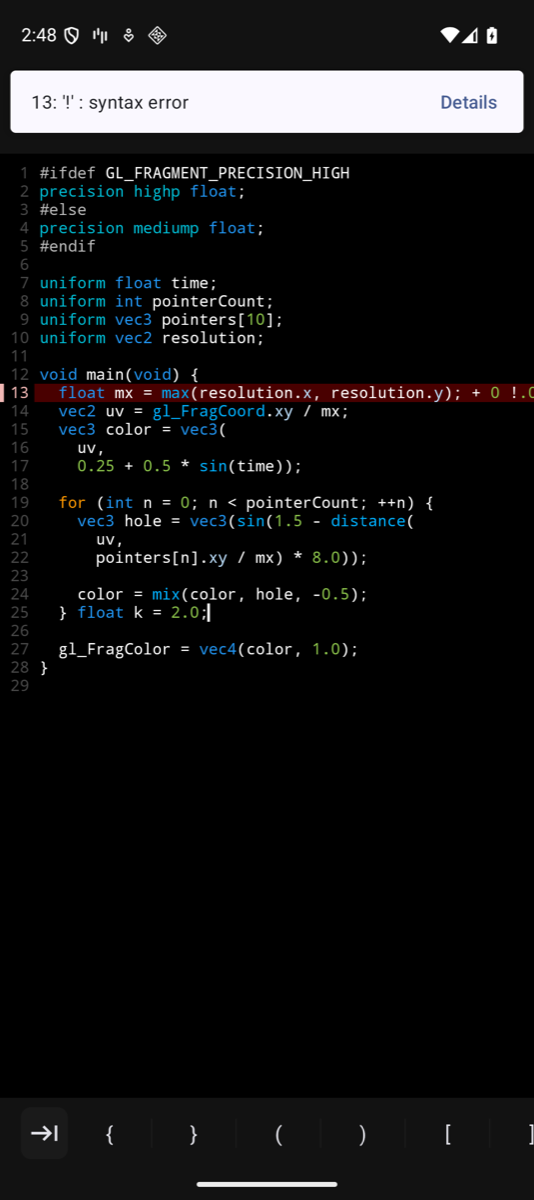 2:48
13: '!' : syntax error
Details
1 #ifdef GL_FRAGMENT_PRECISION_HIGH
2 precision highp float;
3 #else
4 precision mediump float;
5 #endif
6
7 uniform float time;
8 uniform int pointerCount;
9 uniform vec3 pointers[10];
10 uniform vec2 resolution;
11
12 void main(void) {
13 float mx = max(resolution.x, resolution.y); + 0 !.0
14 vec2 uv = gl_FragCoord.xy / mx;
15 vec3 color = vec3(
16 uv,
17 0.25 + 0.5 * sin(time));
18
19 for (int n = 0; n < pointerCount; ++n) {
20 vec3 hole = vec3(sin(1.5 - distance(
21 uv,
22 pointers[n].xy / mx) * 8.0));
23
24 color = mix(color, hole, -0.5);
25 } float k = 2.0;
26
27 gl_FragColor = vec4(color, 1.0);
28 }
29
{ } ( ) [ ]